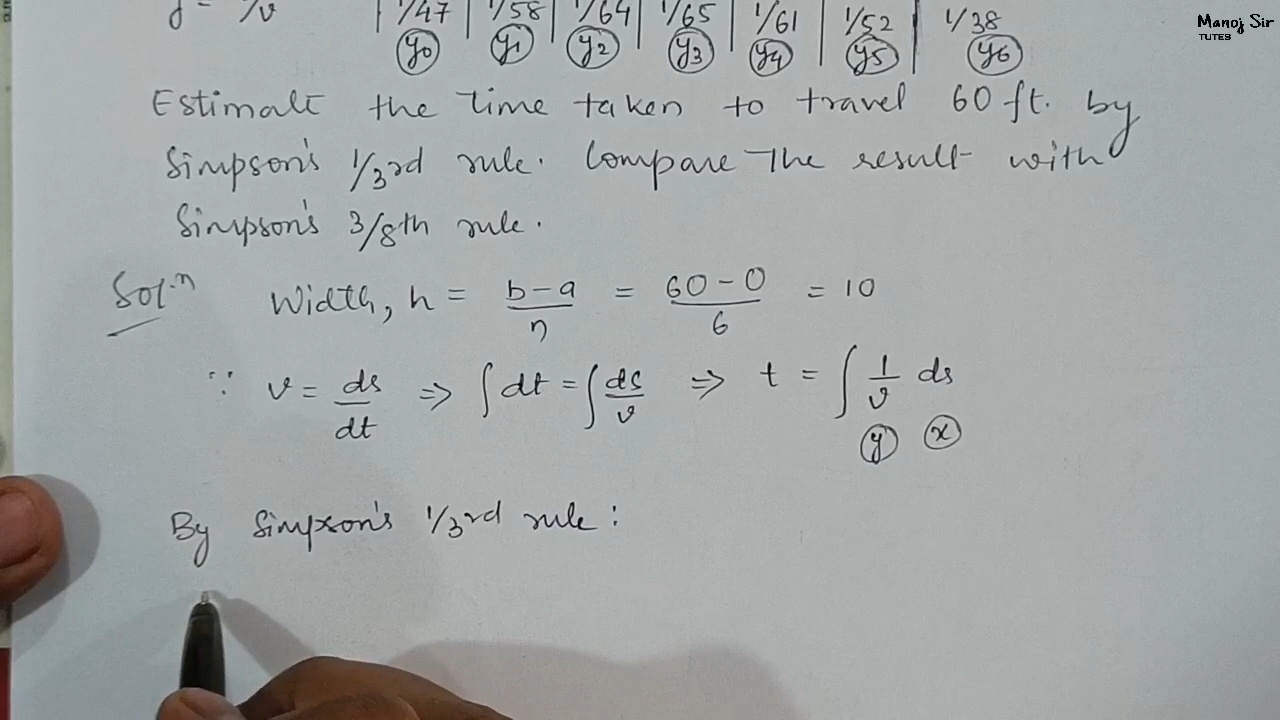 y = 1/v | 1/47 | 1/58 | 1/64 | 1/65 | 1/61 | 1/52 | 1/38
y0 y1 y2 y3 y4 y5 y6
Manoj Sir
TUTES
Estimate the time taken to travel 60 ft. by
Simpson's 1/3rd rule. Compare the result with
Simpson's 3/8th rule.
Sol.n Width, h = b-a/n = 60-0/6 = 10
∵ v = ds/dt ⇒ ∫dt = ∫ds/v ⇒ t = ∫ 1/v ds
y x
By Simpson's 1/3rd rule: